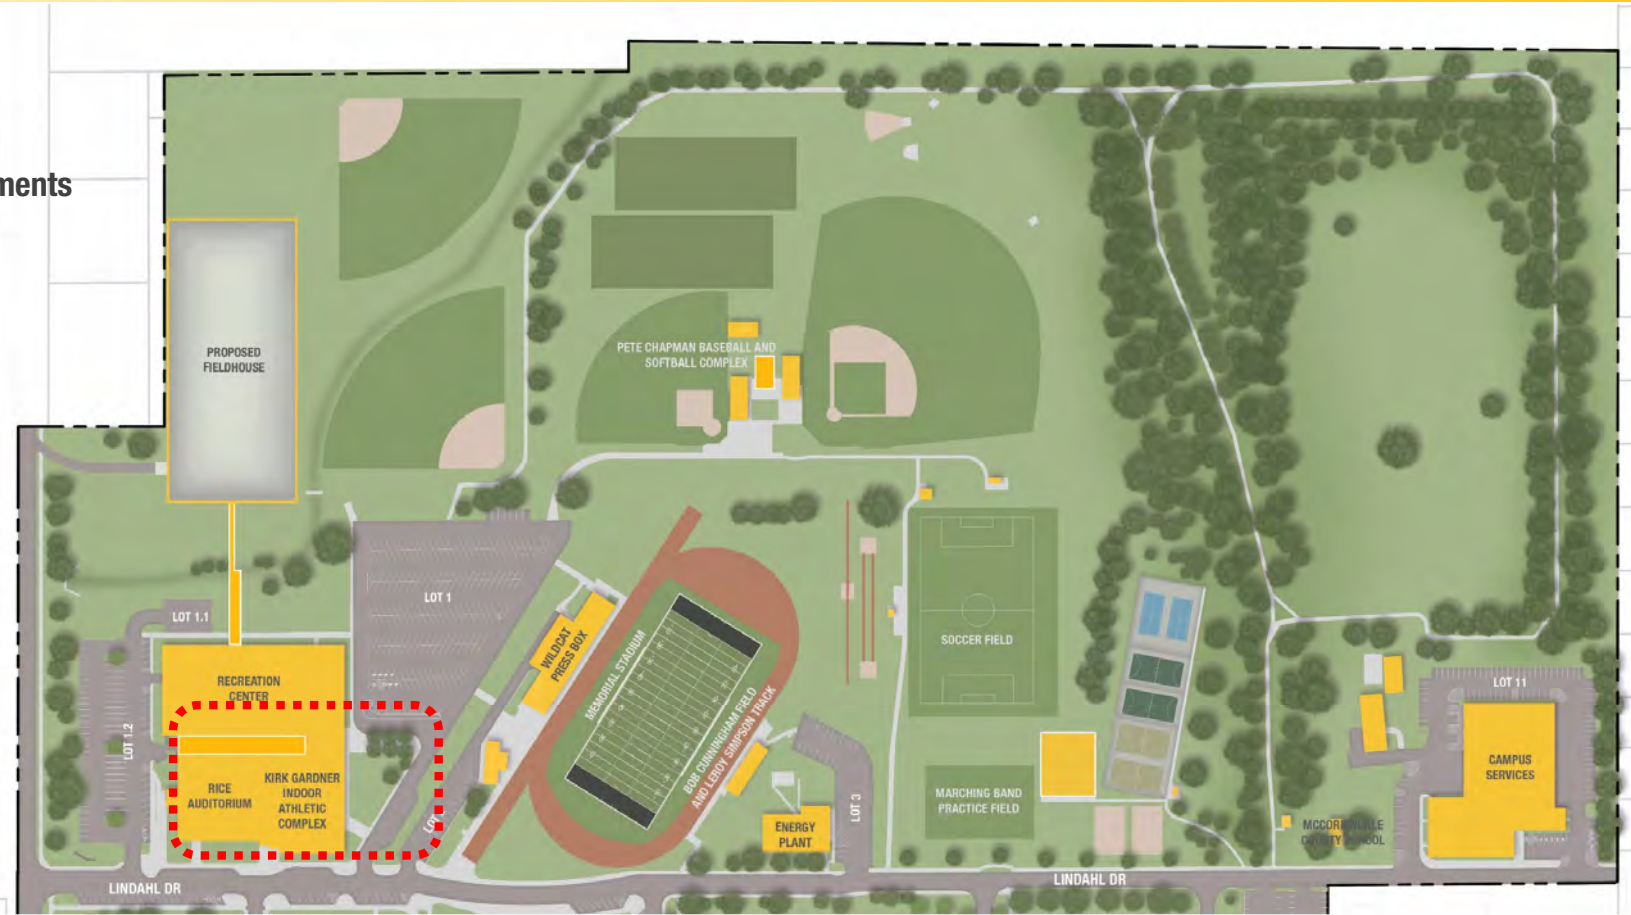 ments
PROPOSED
FIELDHOUSE
PETE CHAPMAN BASEBALL AND
SOFTBALL COMPLEX
LOT 1
LOT 1.1
WILDCAT
PRESS BOX
MEMORIAL STADIUM
BOB CUNNINGHAM FIELD
AND LEROY SIMPSON TRACK
SOCCER FIELD
RECREATION
CENTER
LOT 1.2
RICE
AUDITORIUM
KIRK GARDNER
INDOOR
ATHLETIC
COMPLEX
LOT
ENERGY
PLANT
LOT 3
MARCHING BAND
PRACTICE FIELD
LOT 11
CAMPUS
SERVICES
LINDAHL DR
LINDAHL DR